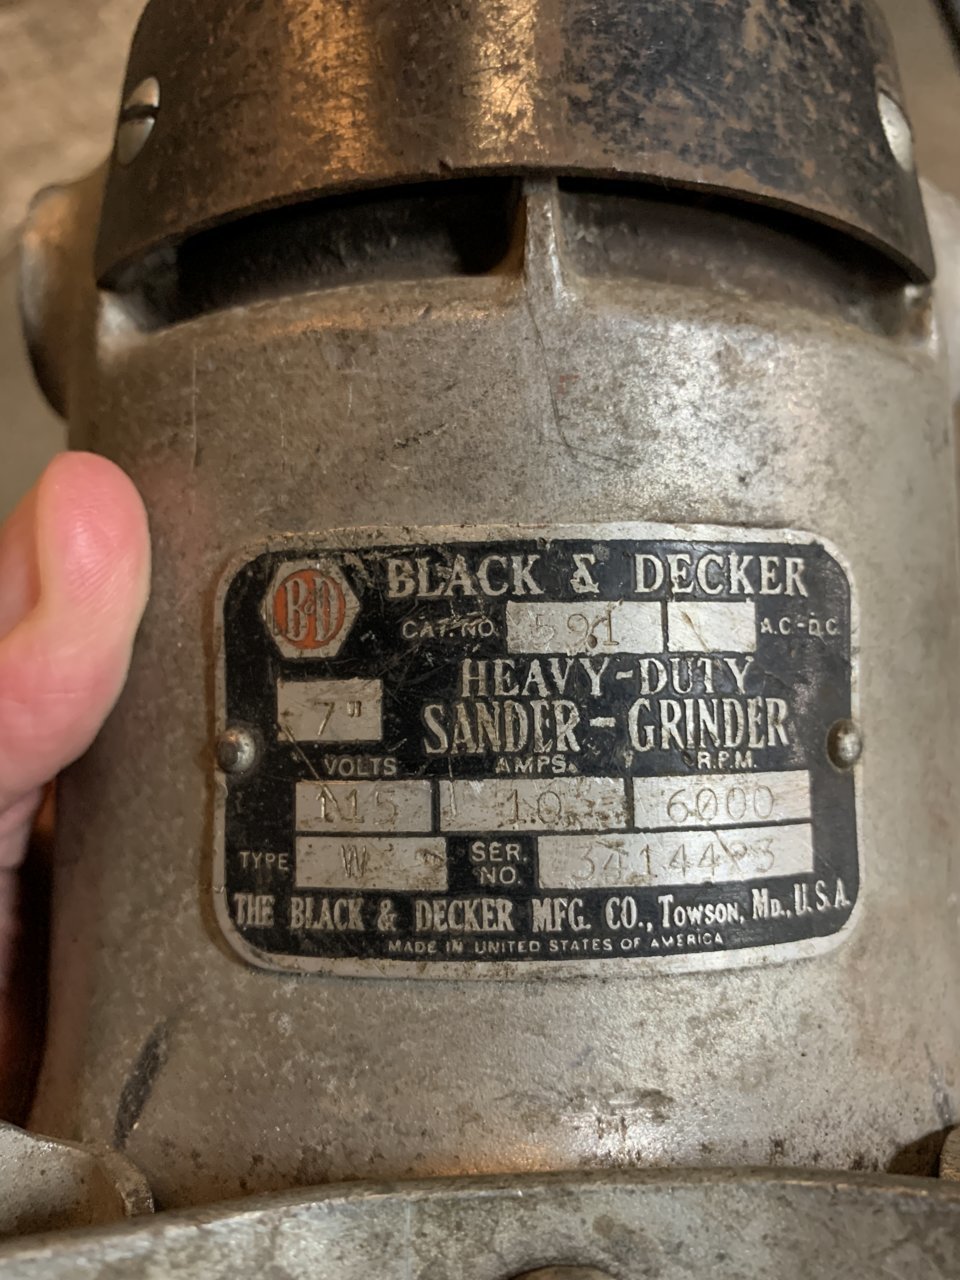 B&D
BLACK & DECKER
CAT. NO. 591 A.C.-D.C.
7" HEAVY-DUTY
SANDER-GRINDER
VOLTS AMPS. R.P.M.
115 10 6000
TYPE W SER. NO.
THE BLACK & DECKER MFG. CO., TOWSON, MD., U.S.A.
MADE IN UNITED STATES OF AMERICA